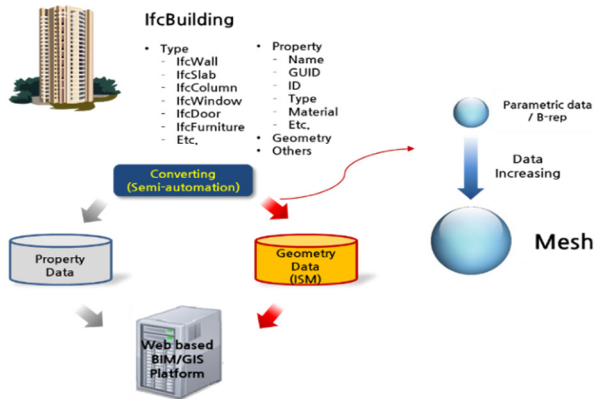 IfcBuilding
• Type
- IfcWall
- IfcSlab
- IfcColumn
- IfcWindow
- IfcDoor
- IfcFurniture
- Etc.
• Property
- Name
- GUID
- ID
- Type
- Material
- Etc.
• Geometry
• Others
Converting
(Semi-automation)
Property
Data
Geometry
Data
(ISM)
Web based
BIM/GIS
Platform
Parametric data
/ B-rep
Data
Increasing
Mesh